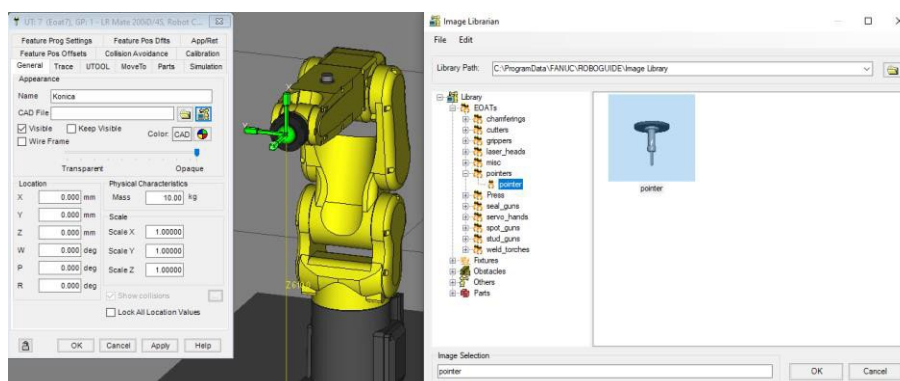 UT: 7 (Eoat7), GP: 1 - LR Mate 200iD/4S, Robot C...
Feature Prog Settings Feature Pos Dflts App/Ret
Feature Pos Offsets Collision Avoidance Calibration
General Trace UTOOL MoveTo Parts Simulation
Appearance
Name Konica
CAD File
Visible Keep Visible Color: CAD
Wire Frame
Transparent Opaque
Location Physical Characteristics
X 0.000 mm Mass 10.00 kg
Y 0.000 mm Scale
Z 0.000 mm Scale X 1.00000
W 0.000 deg Scale Y 1.00000
P 0.000 deg Scale Z 1.00000
R 0.000 deg
Show collisions ...
Lock All Location Values
OK Cancel Apply Help
X
Y
Image Librarian
File Edit
Library Path: C:\ProgramData\FANUC\ROBOGUIDE\Image Library
Library
EOATs
chamferings
cutters
grippers
laser_heads
misc
pointers
pointer
Press
seal_guns
servo_hands
spot_guns
stud_guns
weld_torches
Fixtures
Obstacles
Others
Parts
pointer
Image Selection
pointer
OK Cancel